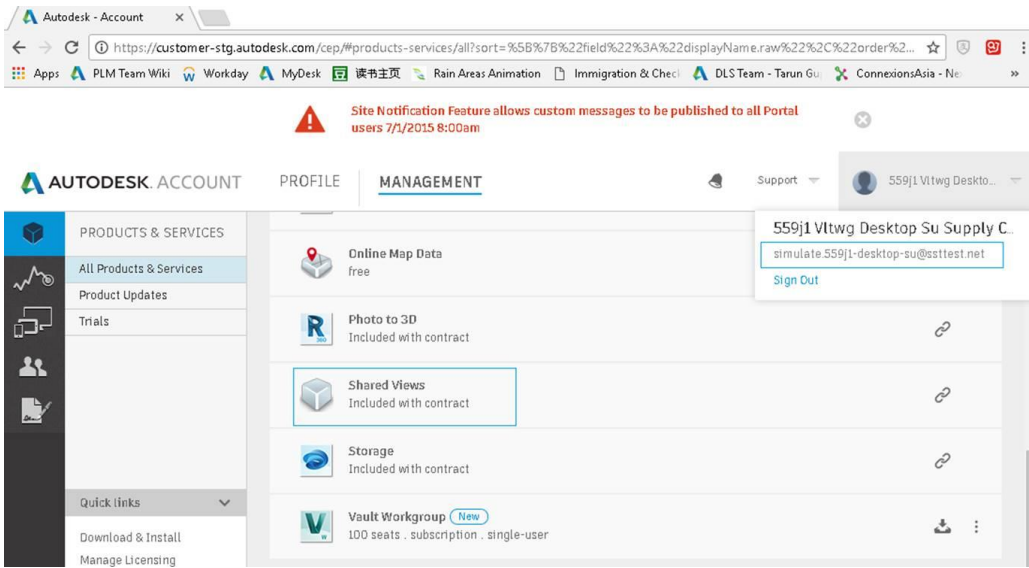 Autodesk - Account
https://customer-stg.autodesk.com/cep/#products-services/all?sort=%5B%7B%22field%22%3A%22displayName.raw%22%2C%22order%2...
Apps PLM Team Wiki Workday MyDesk 豆 读书主页 Rain Areas Animation Immigration & Chec DLS Team - Tarun Gu ConnexionsAsia - Ne »
Site Notification Feature allows custom messages to be published to all Portal
users 7/1/2015 8:00am
AUTODESK. ACCOUNT PROFILE MANAGEMENT Support 559j1 Vltwg Deskto...
PRODUCTS & SERVICES
All Products & Services
Product Updates
Trials
Quick links
Download & Install
Manage Licensing
Online Map Data
free
Photo to 3D
Included with contract
Shared Views
Included with contract
Storage
Included with contract
Vault Workgroup New
100 seats . subscription . single-user
559j1 Vltwg Desktop Su Supply C...
simulate.559j1-desktop-su@ssttest.net
Sign Out